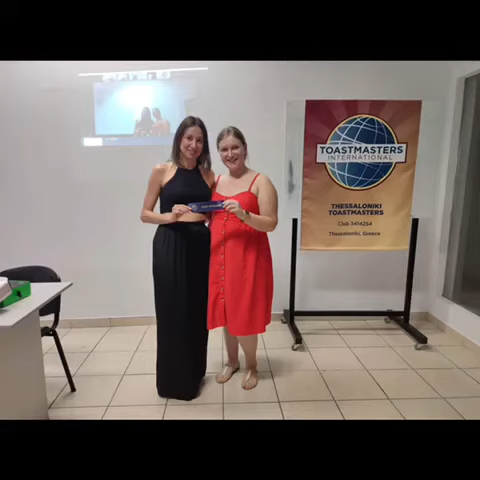 TOASTMASTERS
INTERNATIONAL
THESSALONIKI
TOASTMASTERS
Club 3414254
Thessaloniki, Greece